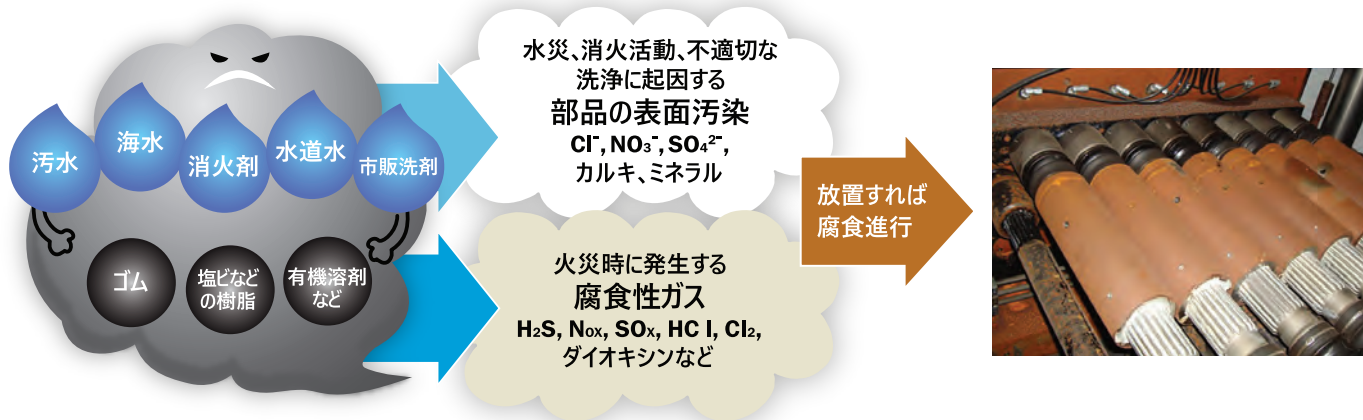 汚水
海水
消火剤
水道水
市販洗剤
ゴム
塩ビなど
の樹脂
有機溶剤
など
水災、消火活動、不適切な
洗浄に起因する
部品の表面汚染
Cl⁻, NO₃⁻, SO₄²⁻,
カルキ、ミネラル
火災時に発生する
腐食性ガス
H₂S, Nox, SOx, HC l, Cl₂,
ダイオキシンなど
放置すれば
腐食進行